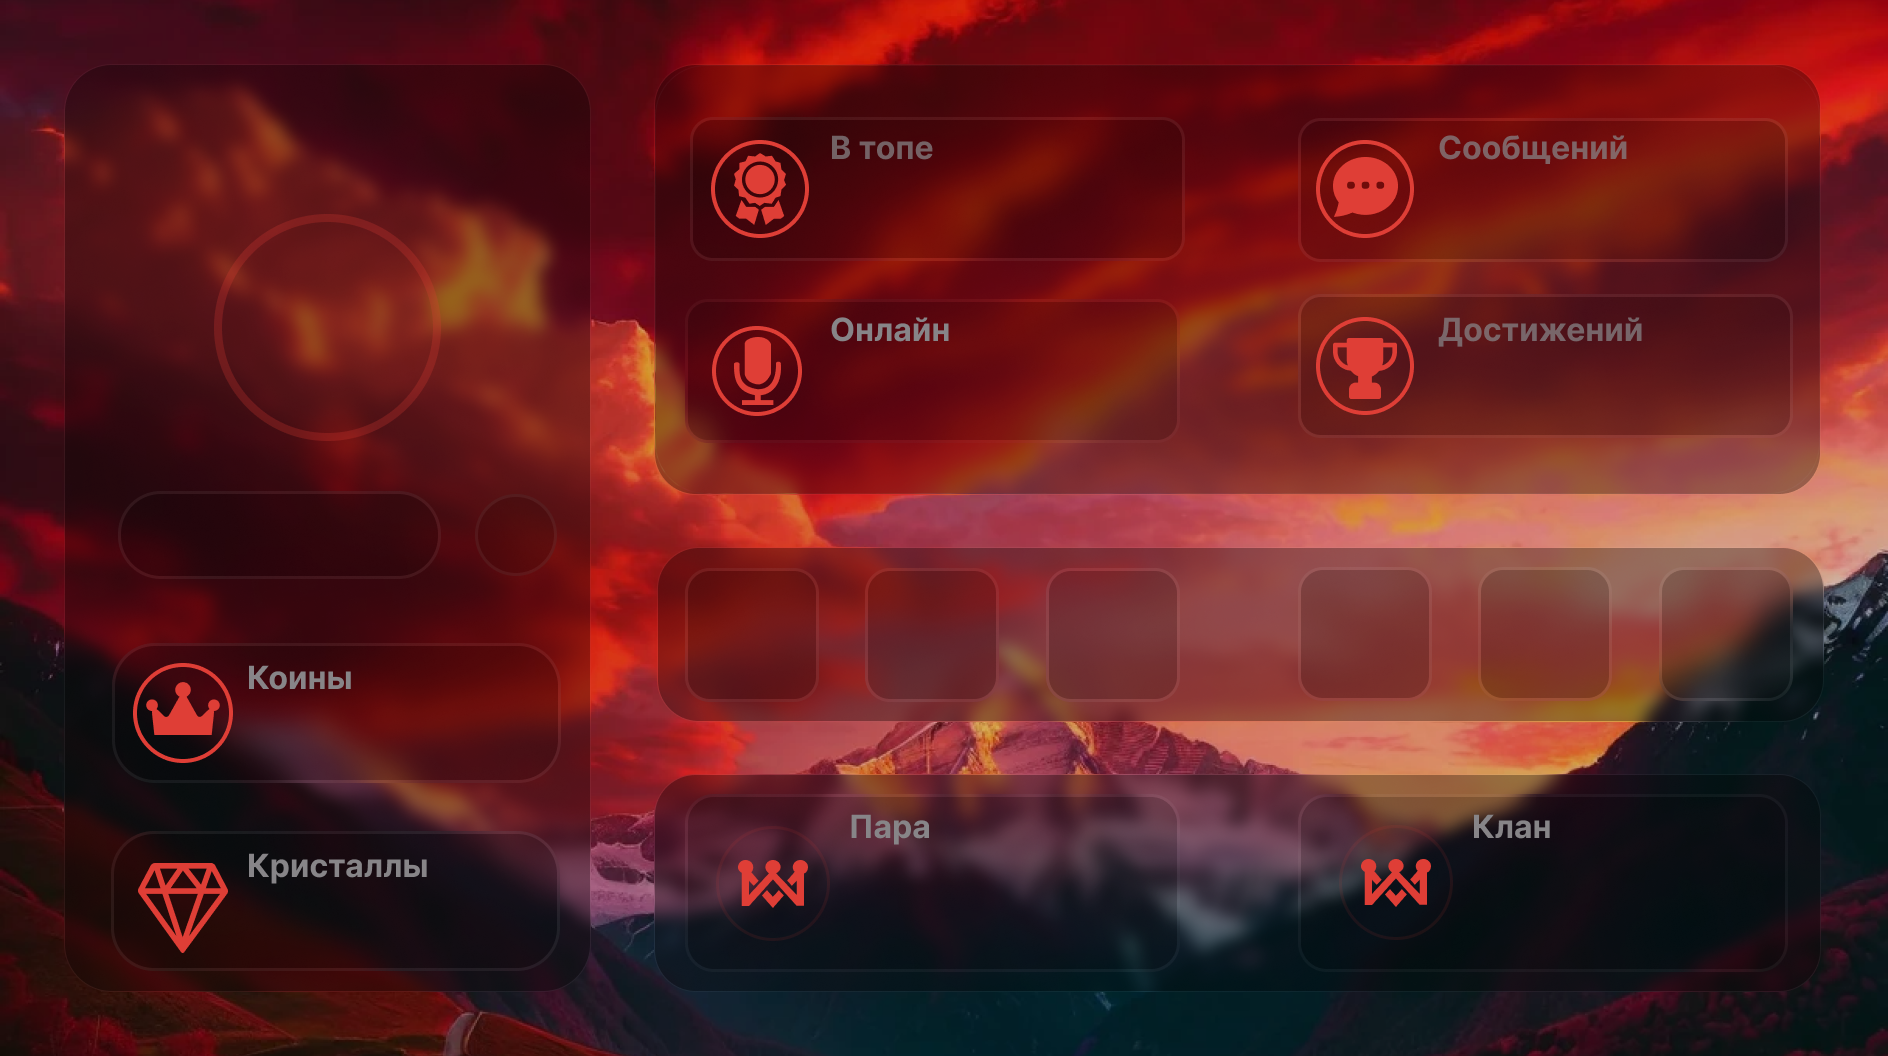 В топе
Сообщений
Онлайн
Достижений
Коины
Кристаллы
Пара
Клан